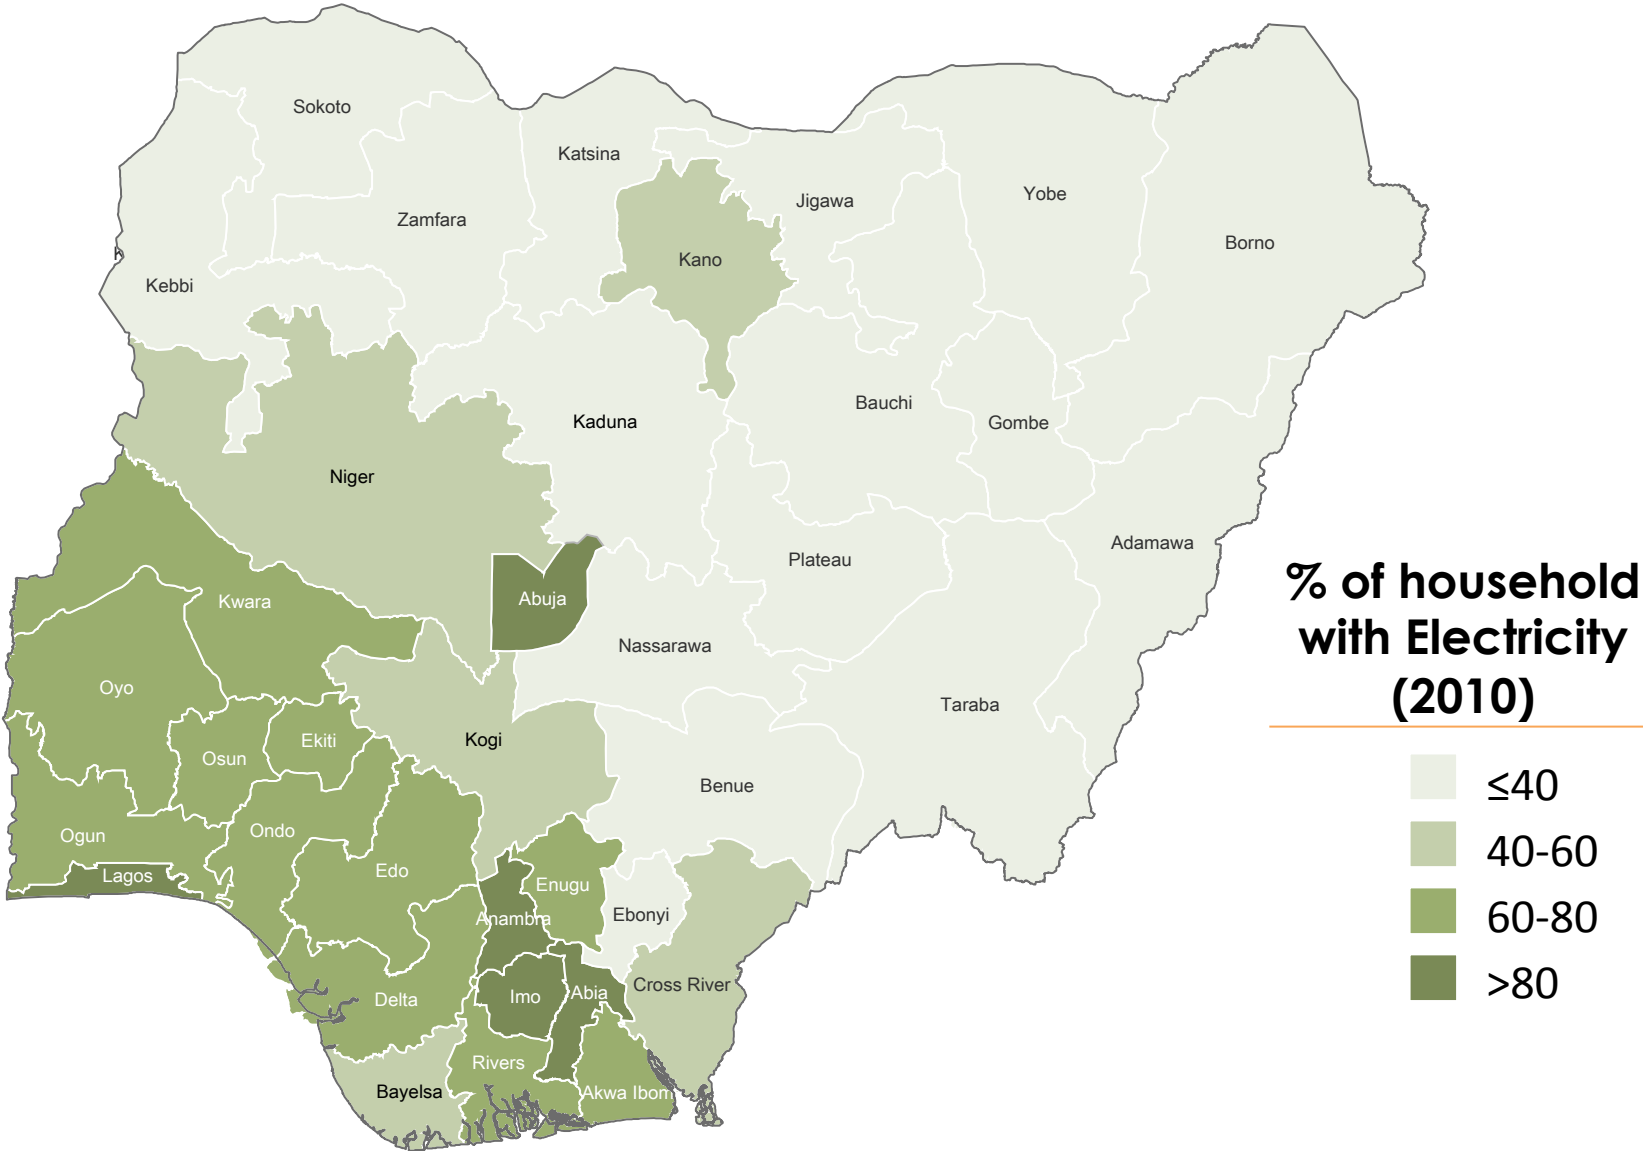 Sokoto
Katsina
Jigawa
Yobe
Zamfara
Borno
Kano
K
Kebbi
Bauchi
Kaduna
Gombe
Niger
Adamawa
Plateau
Abuja
Kwara
Nassarawa
Oyo
Taraba
Kogi
Ekiti
Osun
Benue
Ondo
Ogun
Edo
Lagos
Enugu
Anambra
Ebonyi
Cross River
Abia
Imo
Delta
Rivers
Bayelsa
Akwa Ibom
% of household
with Electricity
(2010)
≤40
40-60
60-80
>80